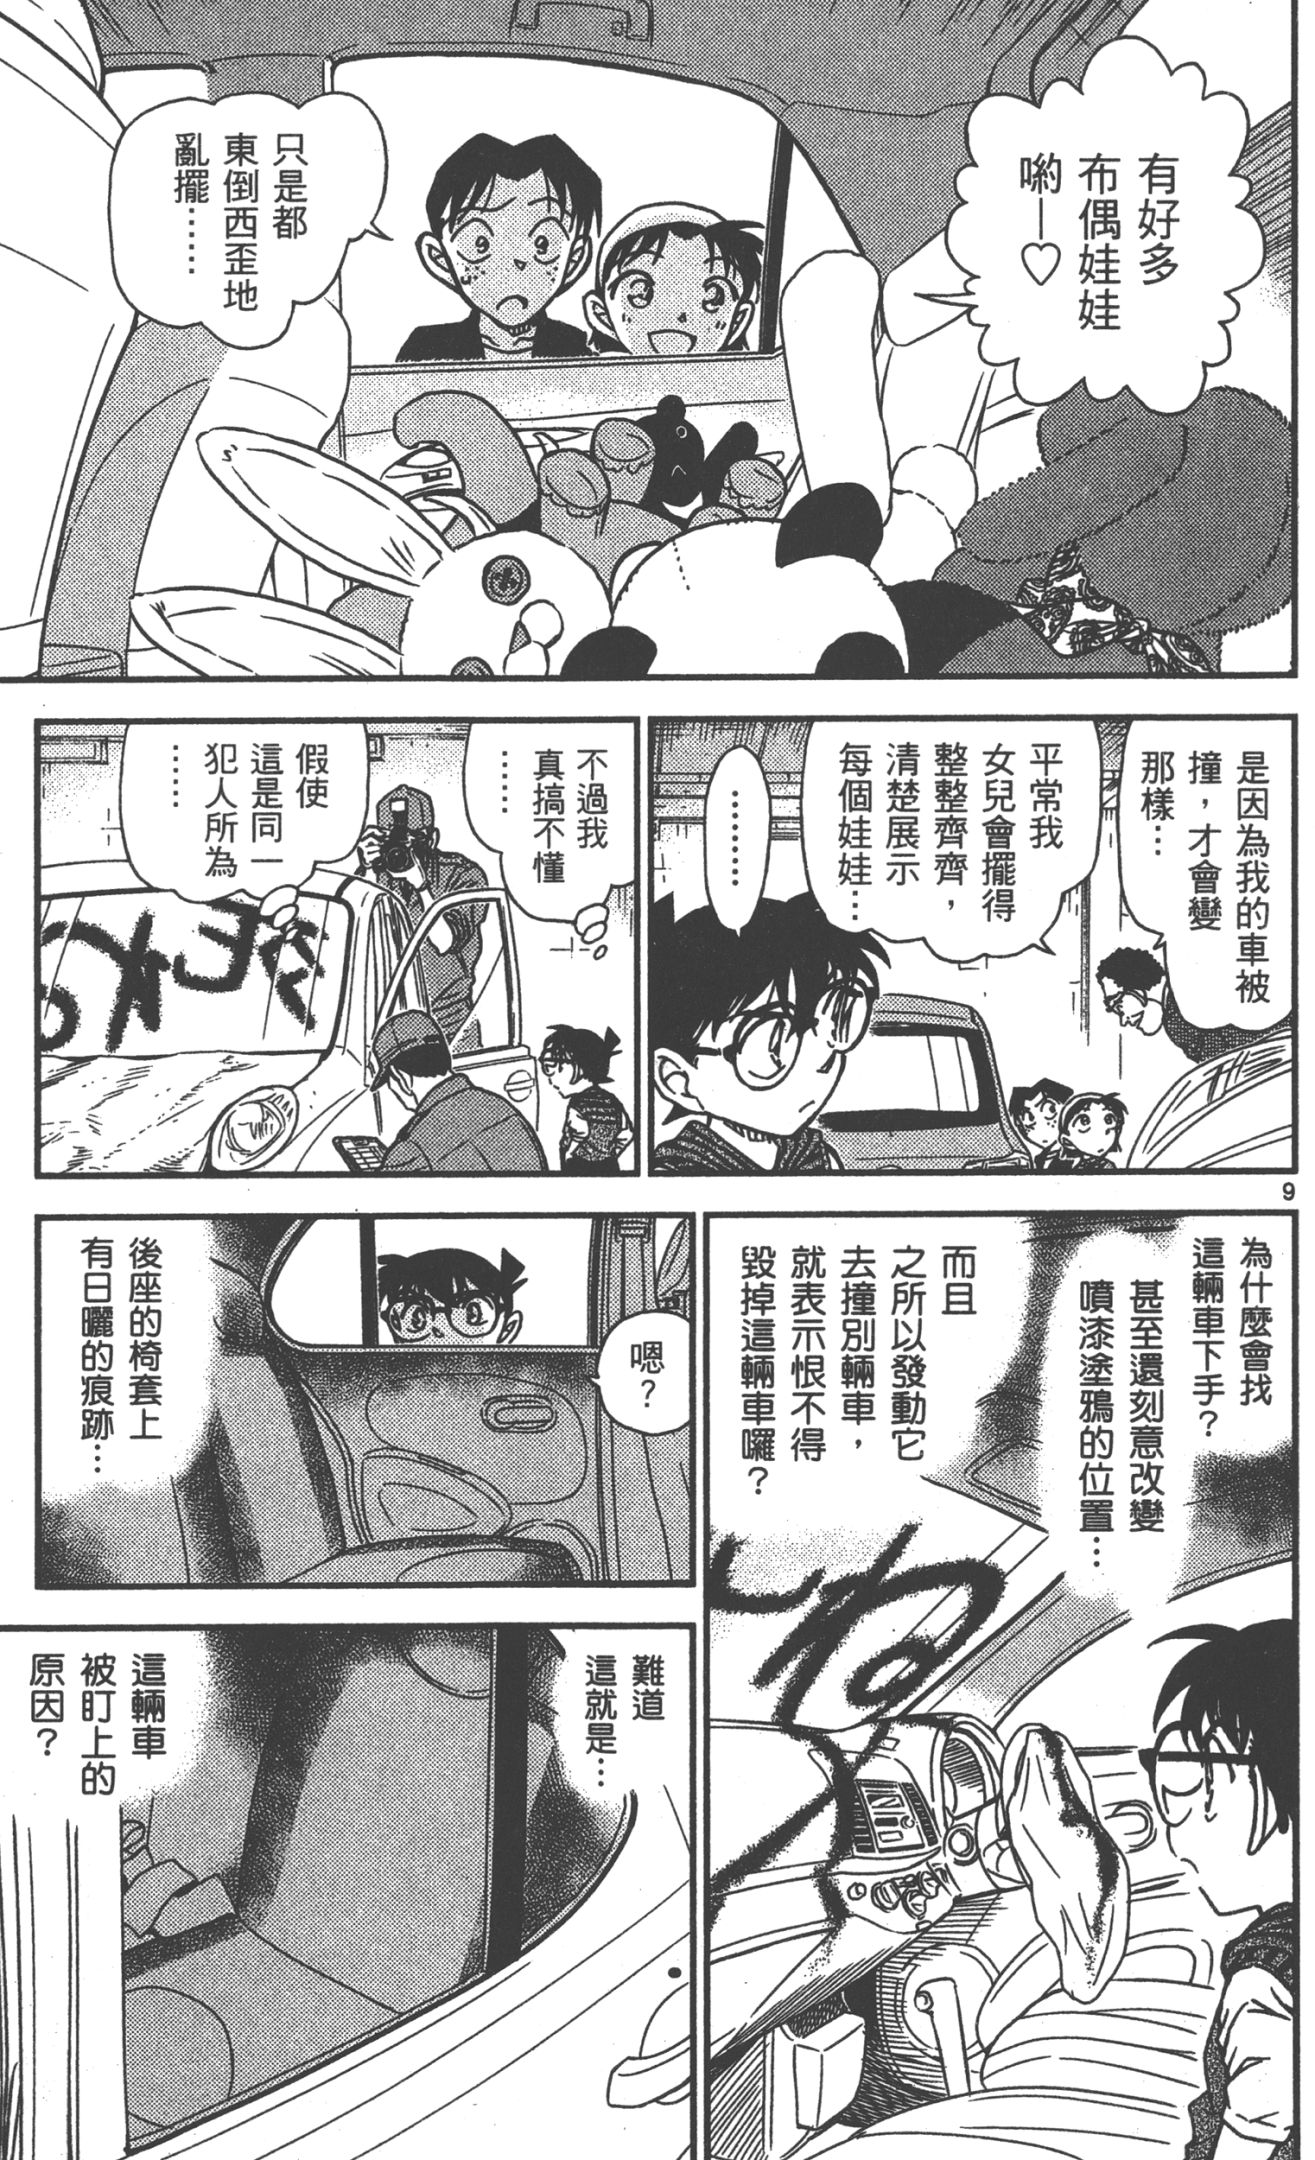 有好多
布偶娃娃
喲—♡
只是都
東倒西歪地
亂擺……
是因為我的車被
撞，才會變
那樣…
平常我
女兒會擺得
整整齊齊，
清楚展示
每個娃娃…
………
不過我
真搞不懂
……
假使
這是同一
犯人所為
……
9
為什麼會找
這輛車下手？
甚至還刻意改變
噴漆塗鴉的位置…
而且
之所以發動它
去撞別輛車，
就表示恨不得
毀掉這輛車囉？
嗯？
後座的椅套上
有日曬的痕跡…
難道
這就是…
這輛車
被盯上的
原因？